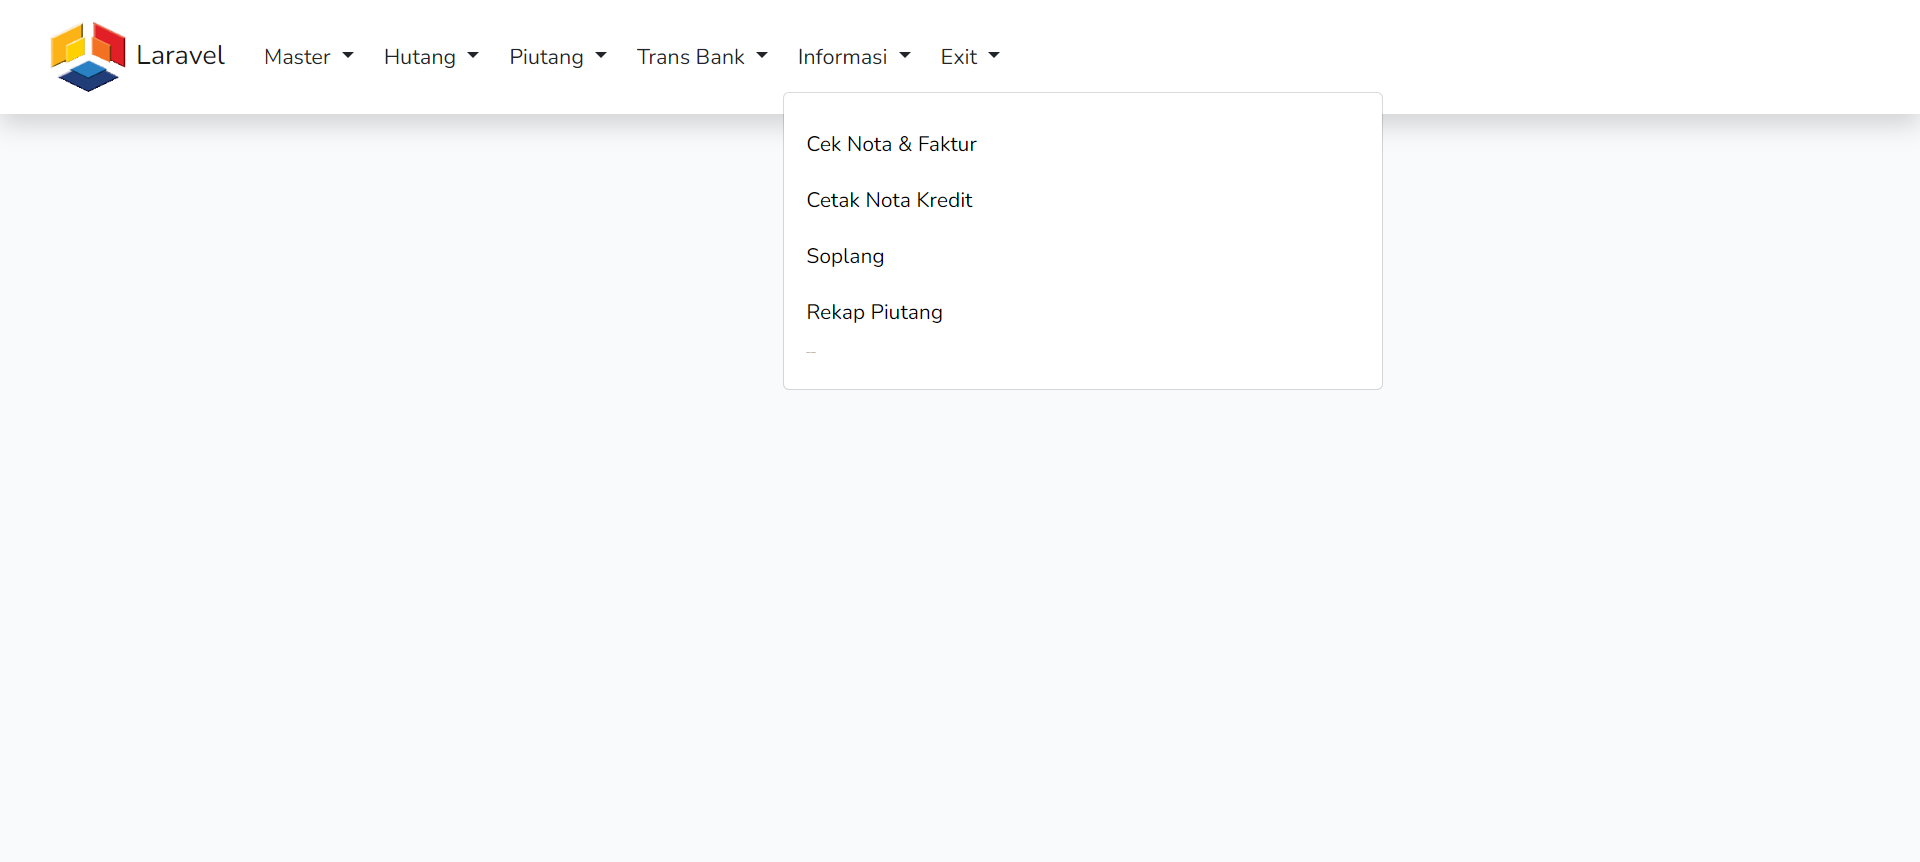 Laravel Master Hutang Piutang Trans Bank Informasi Exit
Cek Nota & Faktur
Cetak Nota Kredit
Soplang
Rekap Piutang